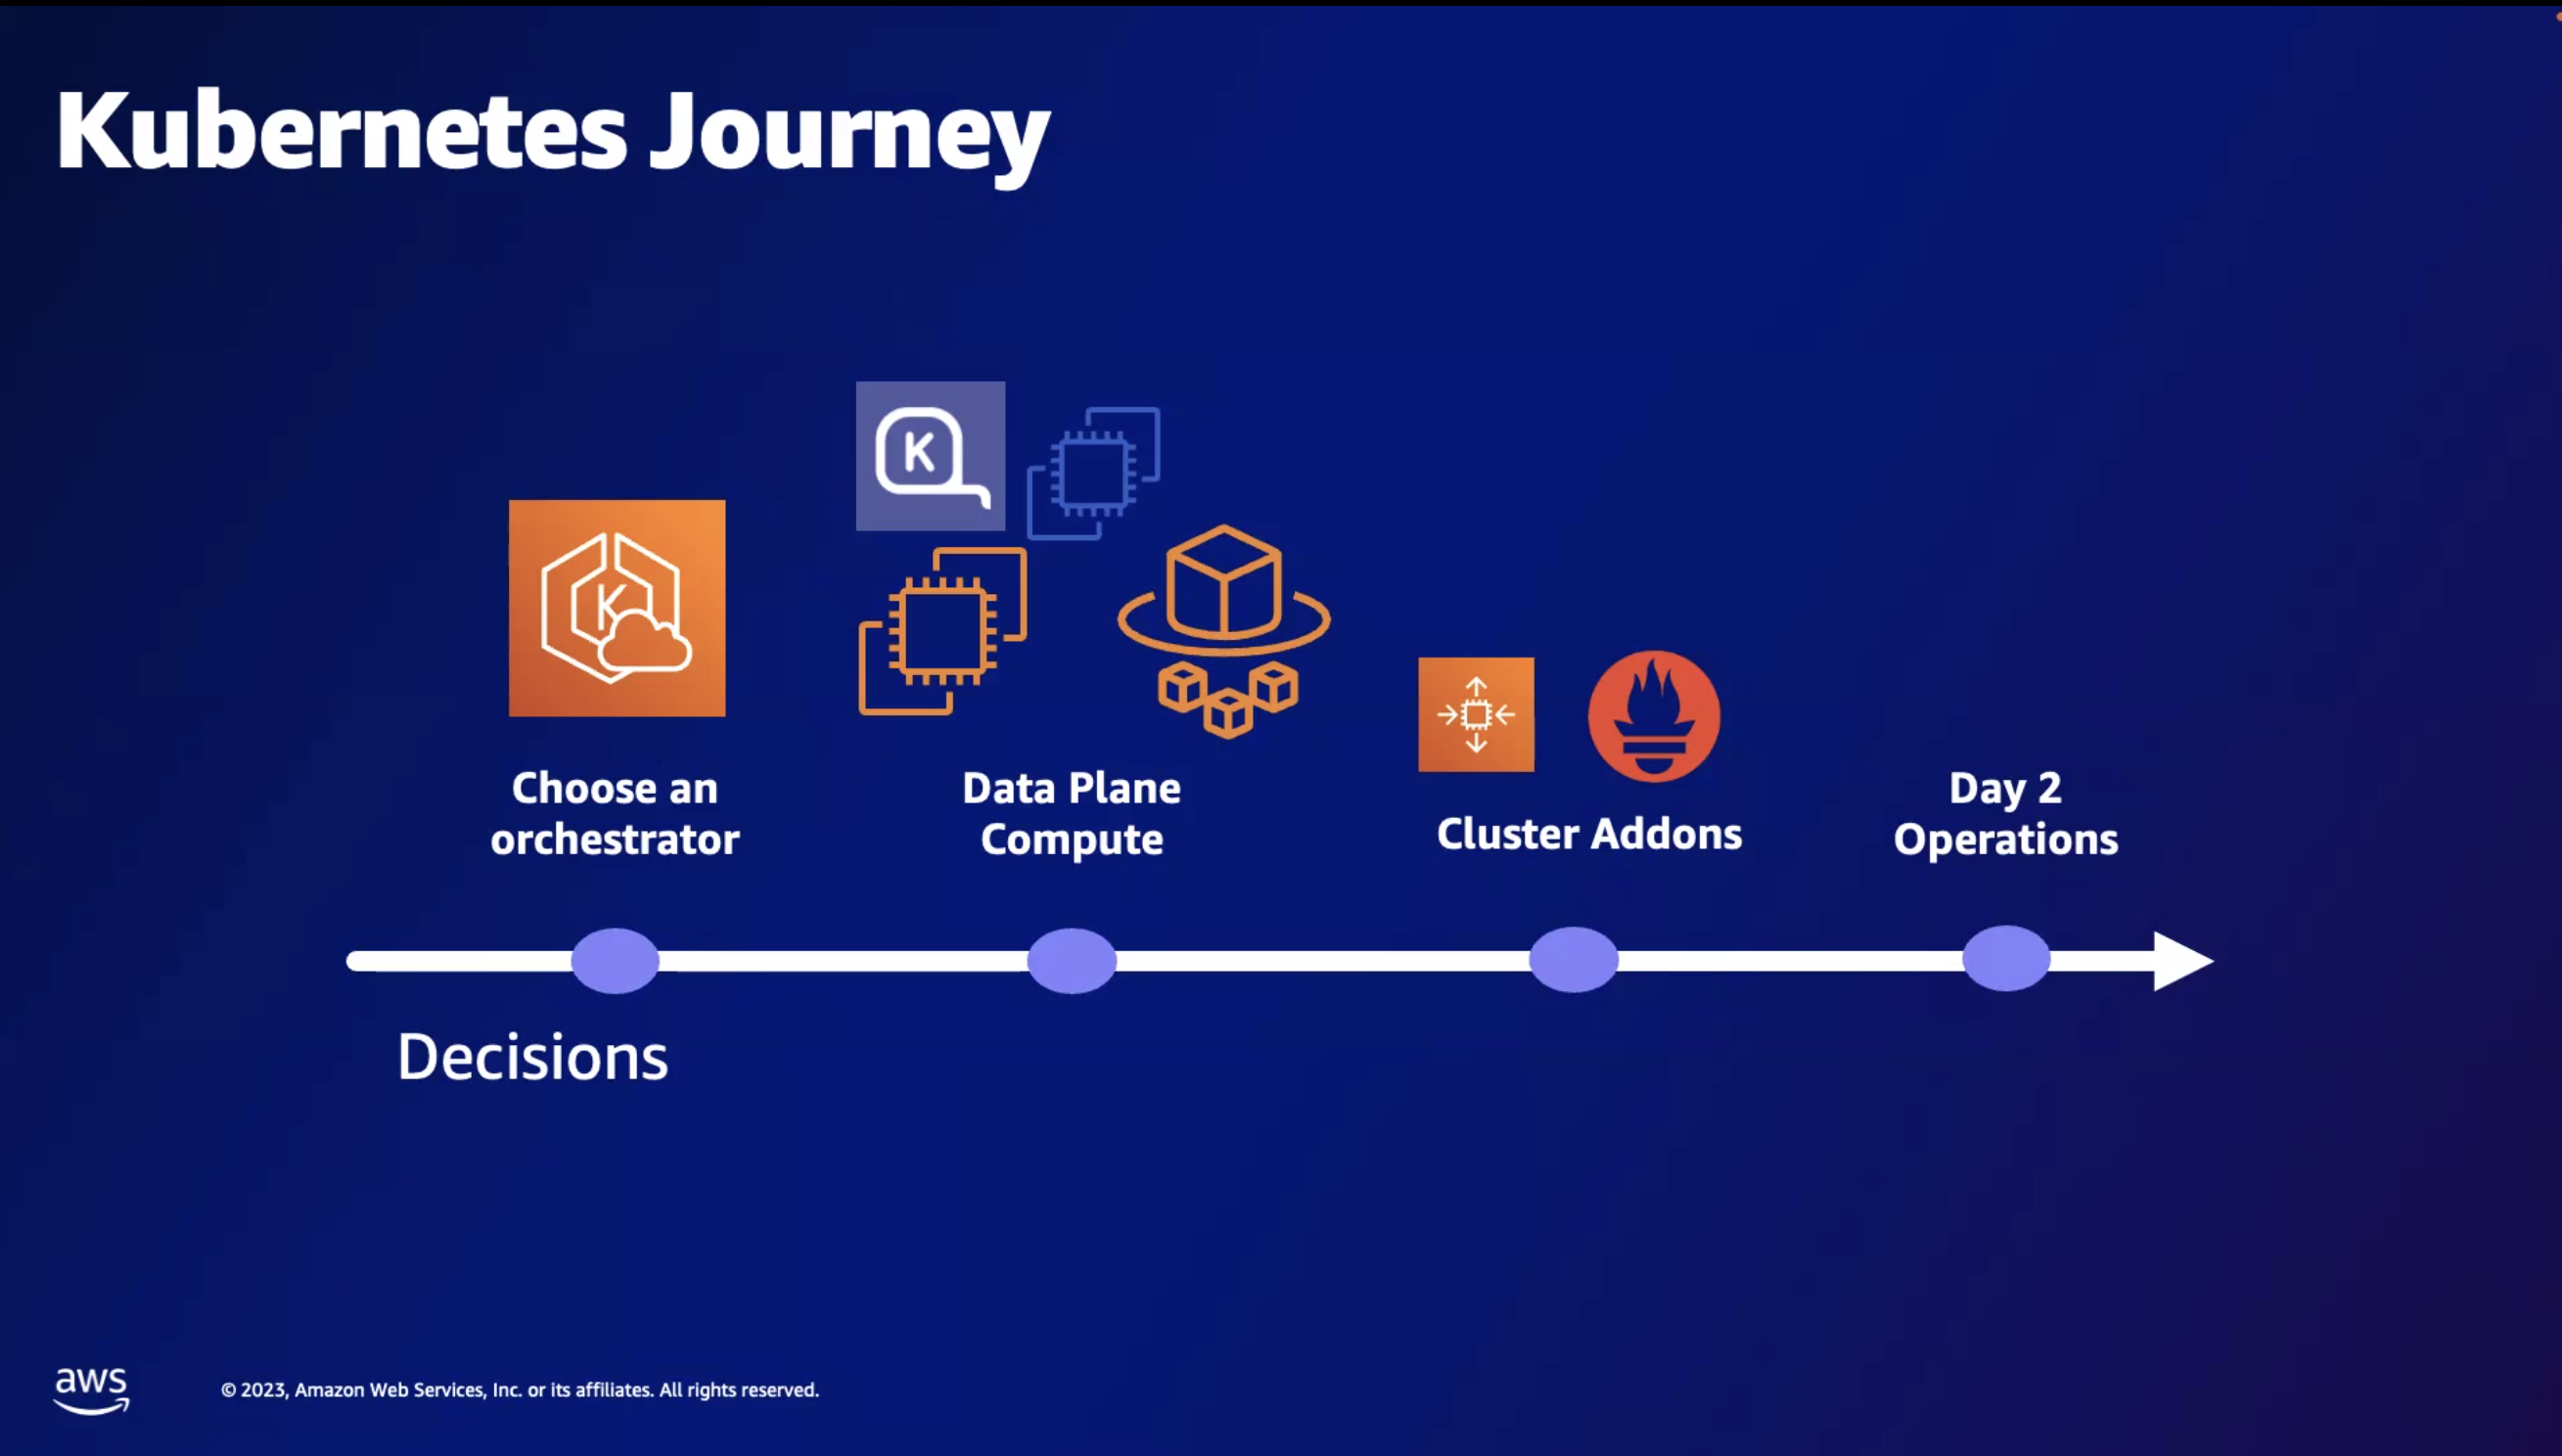 Kubernetes Journey
K
K
Choose an
orchestrator
Data Plane
Compute
Cluster Addons
Day 2
Operations
Decisions
aws
© 2023, Amazon Web Services, Inc. or its affiliates. All rights reserved.